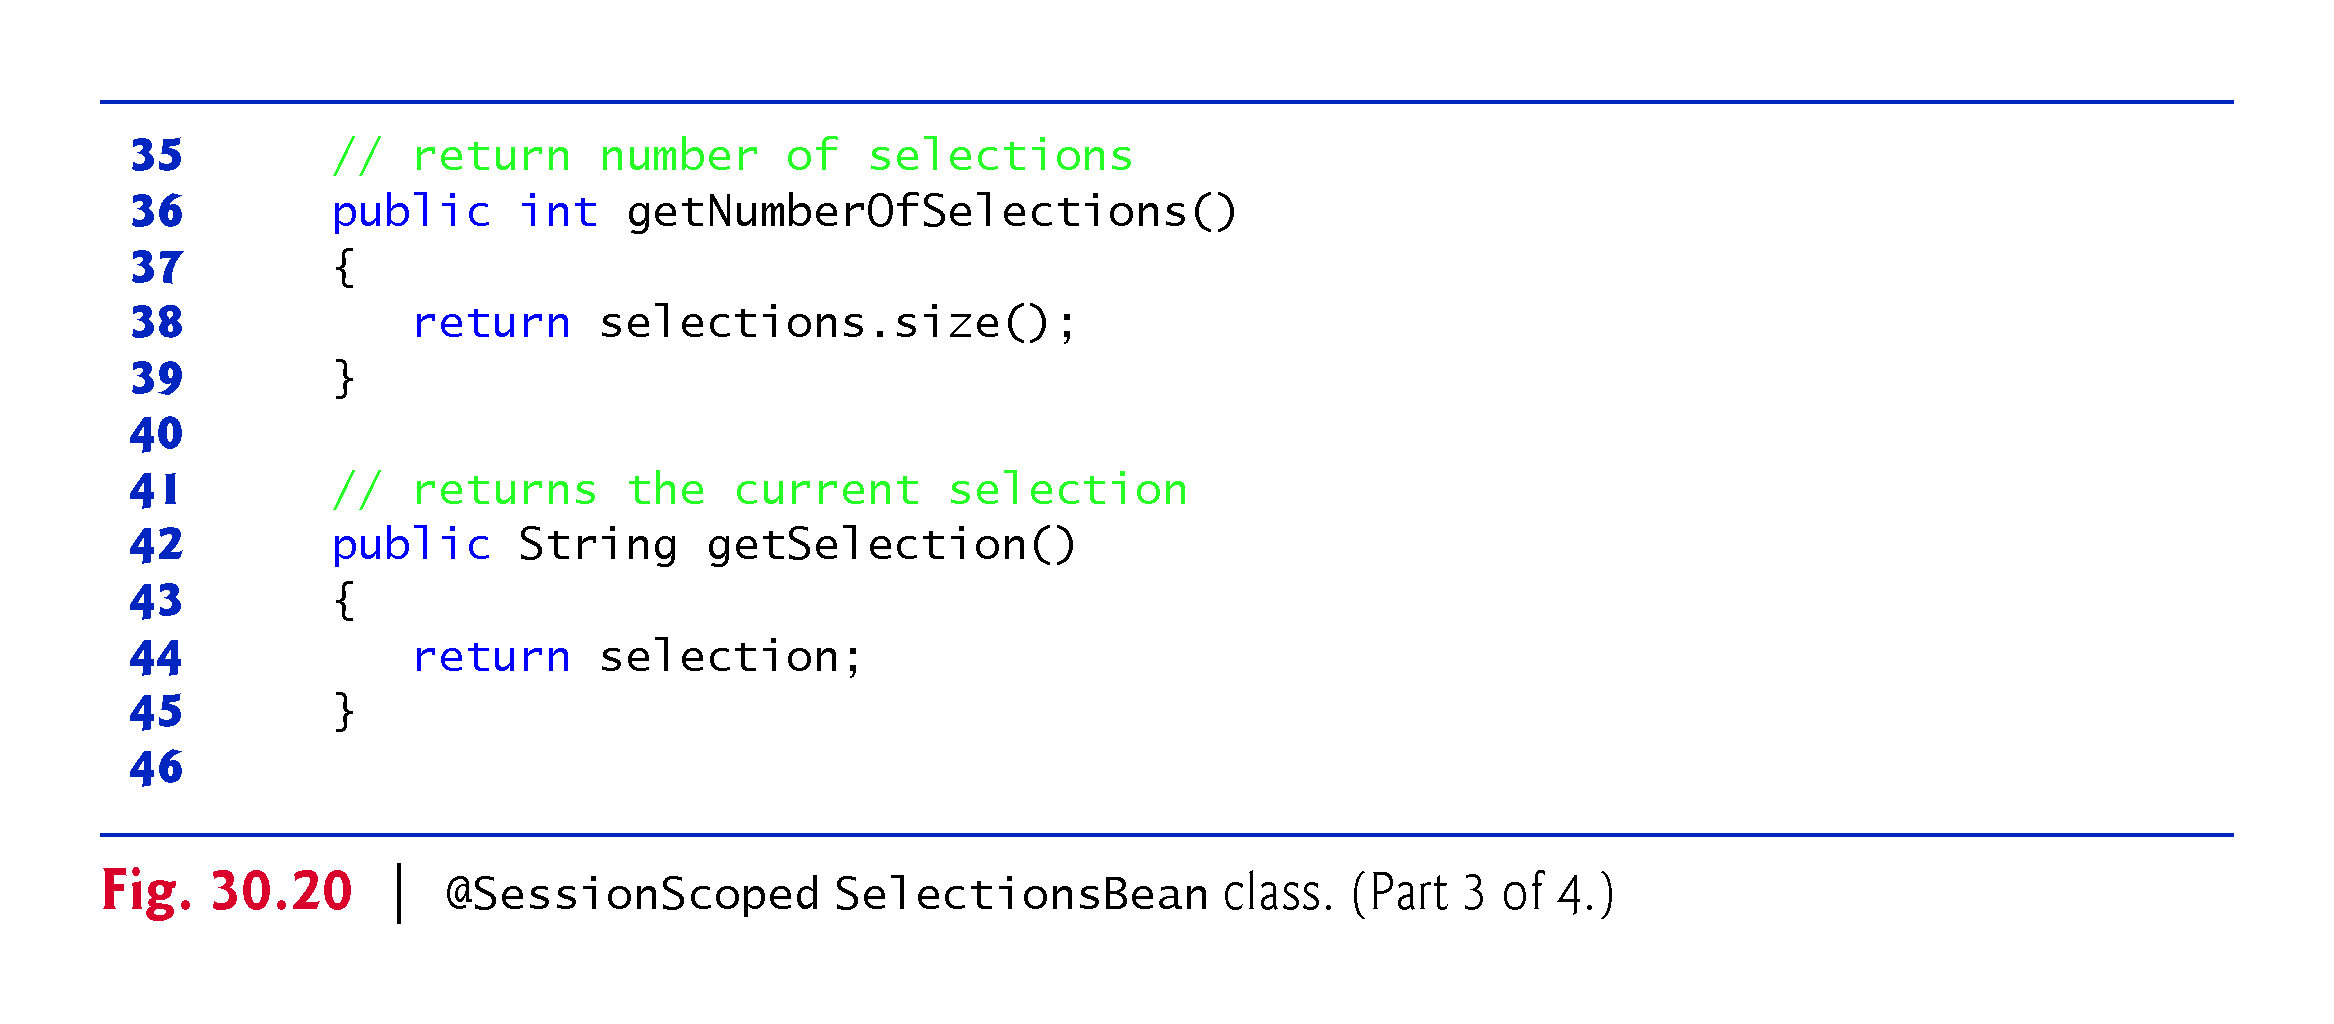 35 // return number of selections
36 public int getNumberOfSelections()
37 {
38 return selections.size();
39 }
40
41 // returns the current selection
42 public String getSelection()
43 {
44 return selection;
45 }
46
Fig. 30.20 | @SessionScoped SelectionsBean class. (Part 3 of 4.)